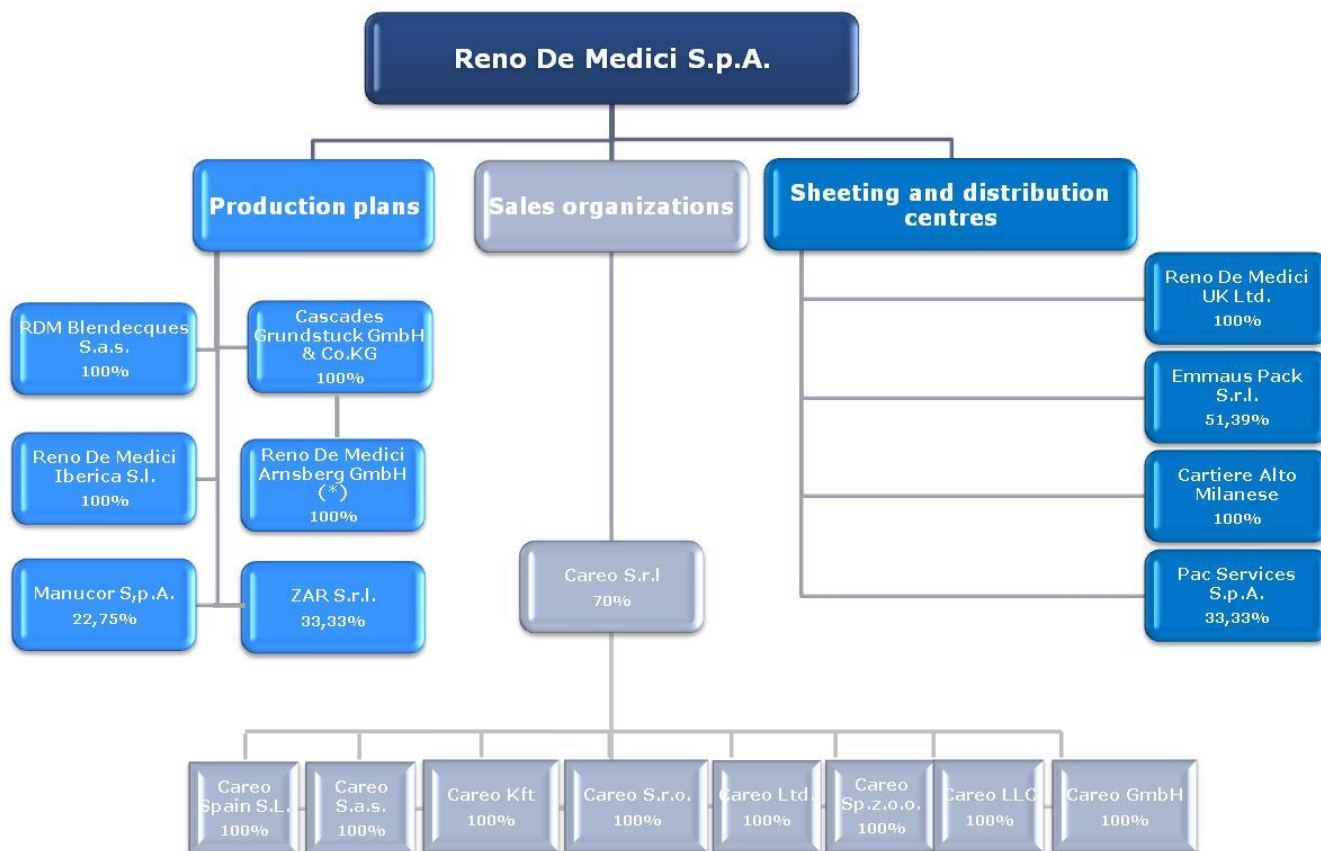 Reno De Medici S.p.A.
Production plans
Sales organizations
Sheeting and distribution
centres
RDM Blendecques
S.a.s.
100%
Cascades
Grundstuck GmbH
& Co.KG
100%
Reno De Medici
Iberica S.l.
100%
Reno De Medici
Arnsberg GmbH
(*)
100%
Manucor S,p.A.
22,75%
ZAR S.r.l.
33,33%
Careo S.r.l
70%
Reno De Medici
UK Ltd.
100%
Emmaus Pack
S.r.l.
51,39%
Cartiere Alto
Milanese
100%
Pac Services
S.p.A.
33,33%
Careo
Spain S.L.
100%
Careo
S.a.s.
100%
Careo Kft
100%
Careo S.r.o.
100%
Careo Ltd.
100%
Careo
Sp.z.o.o.
100%
Careo LLC
100%
Careo GmbH
100%